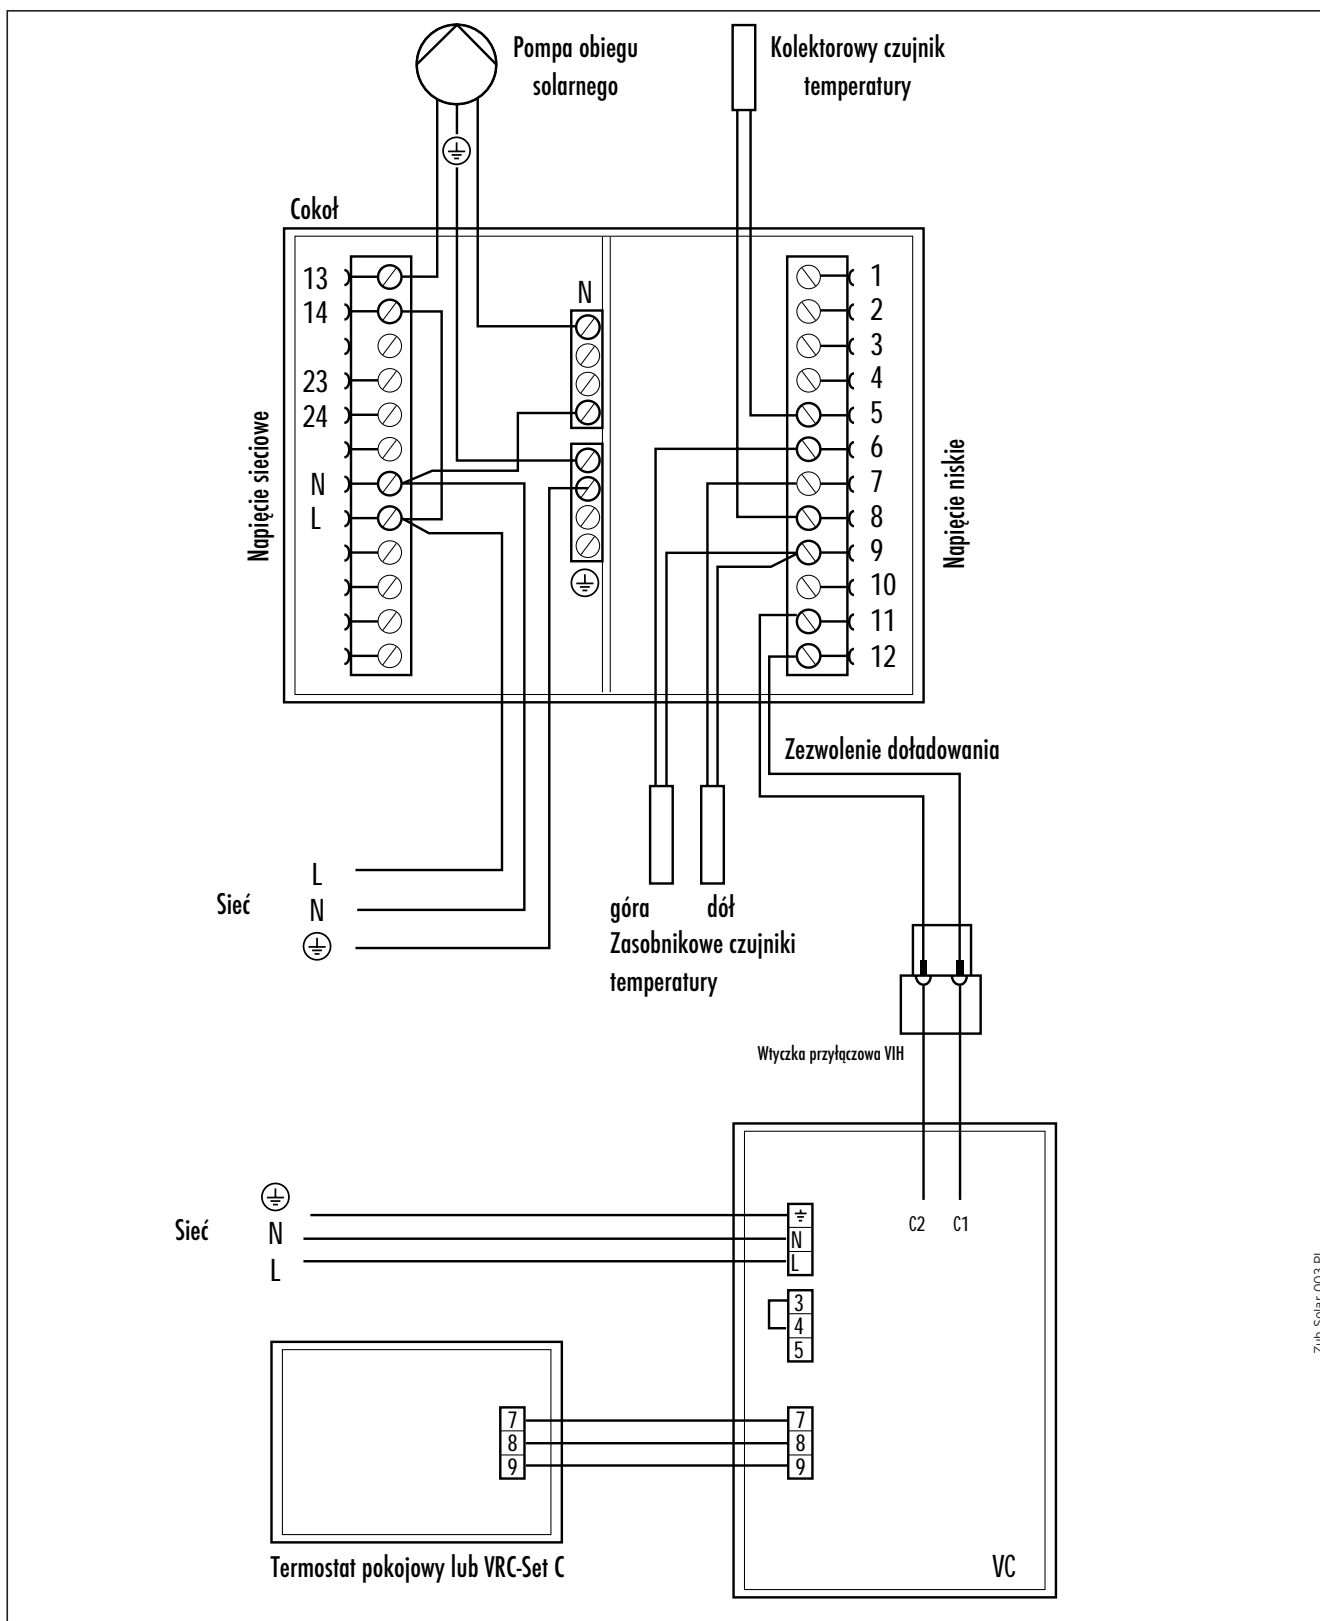 Pompa obiegu
solarnego
Kolektorowy czujnik
temperatury
Cokół
Napięcie sieciowe
13
14
23
24
N
L
N
1
2
3
4
5
6
7
8
9
10
11
12
Napięcie niskie
Zezwolenie doładowania
Sieć
L
N
góra dół
Zasobnikowe czujniki
temperatury
Wtyczka przyłączowa VIH
C2 C1
Sieć
N
L
N
L
3
4
5
7
8
9
7
8
9
Termostat pokojowy lub VRC-Set C
VC